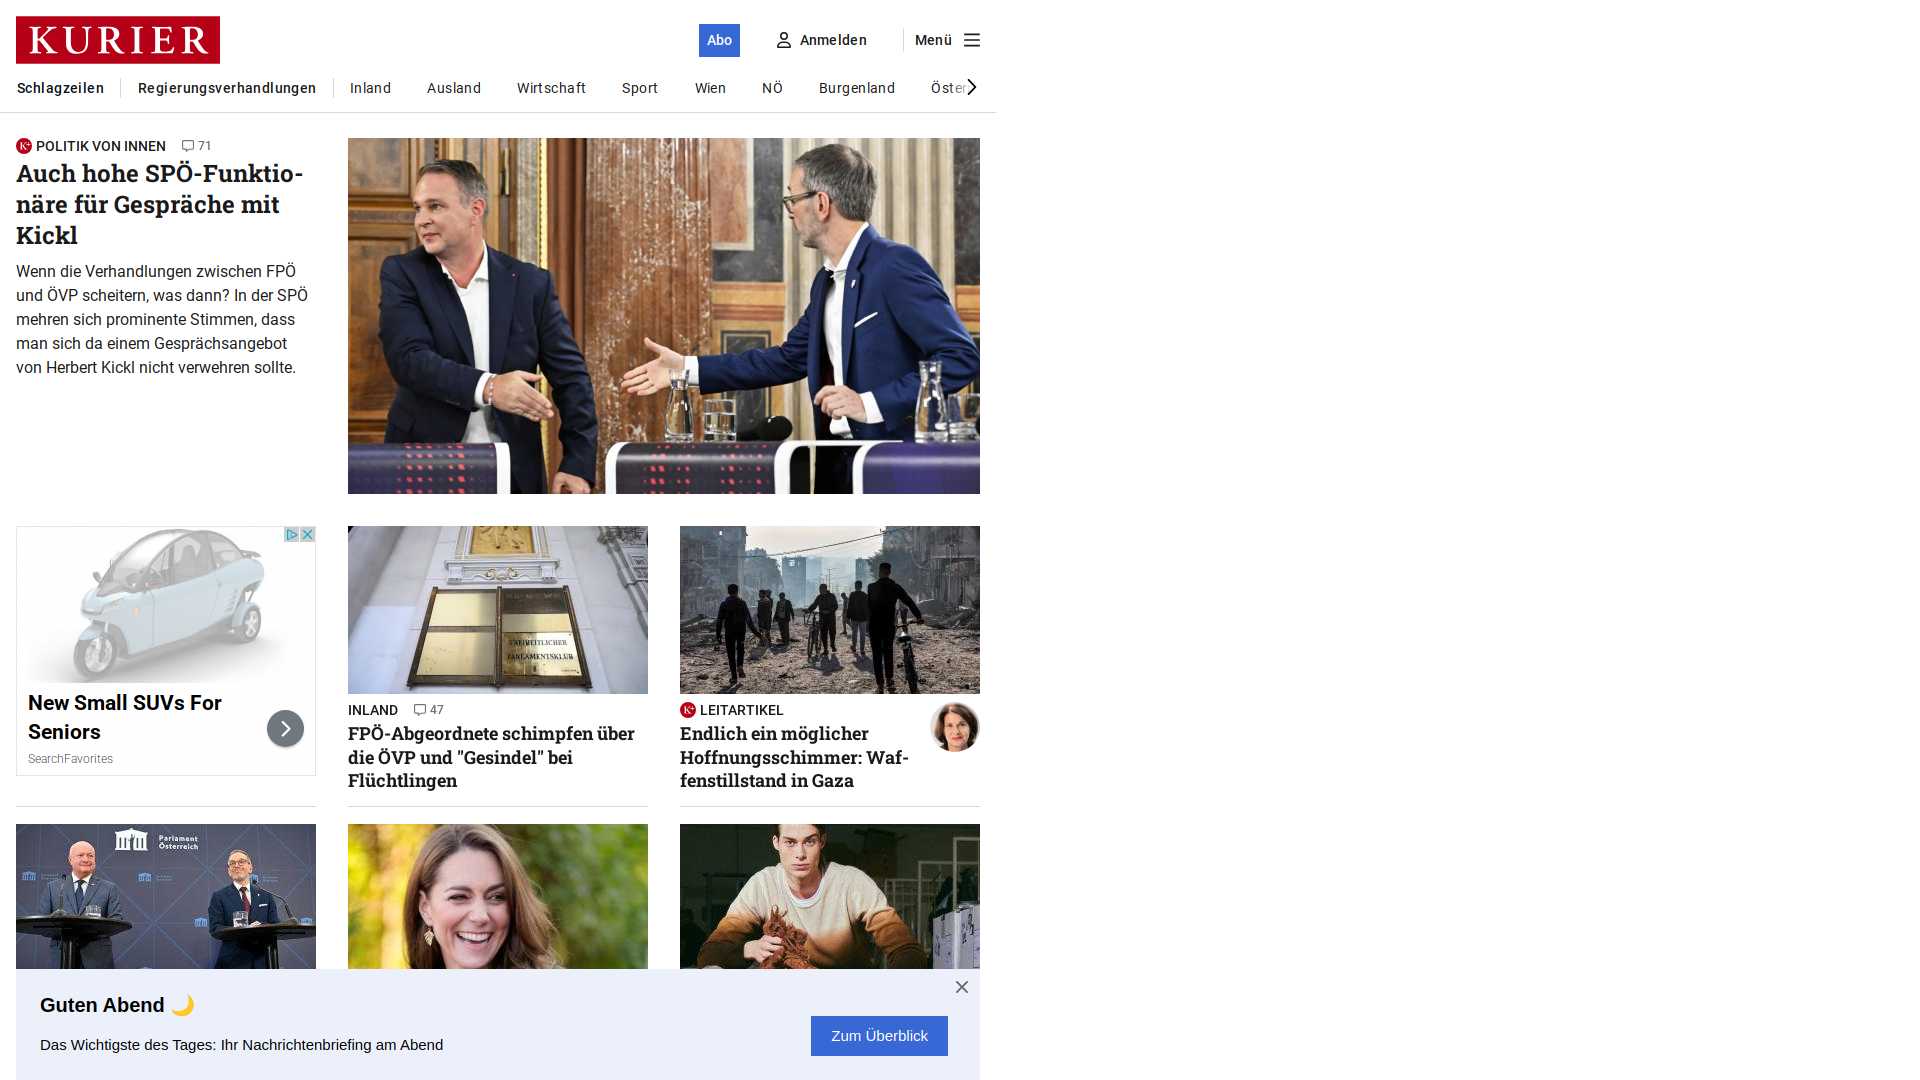 KURIER
Abo
Anmelden
Menü
Schlagzeilen
Regierungsverhandlungen
Inland
Ausland
Wirtschaft
Sport
Wien
NÖ
Burgenland
Öster
POLITIK VON INNEN
71
Auch hohe SPÖ-Funktio-
näre für Gespräche mit
Kickl
Wenn die Verhandlungen zwischen FPÖ
und ÖVP scheitern, was dann? In der SPÖ
mehren sich prominente Stimmen, dass
man sich da einem Gesprächsangebot
von Herbert Kickl nicht verwehren sollte.
New Small SUVs For
Seniors
SearchFavorites
FREIHEITLICHER
PARLAMENTSKLUB
INLAND
47
FPÖ-Abgeordnete schimpfen über
die ÖVP und "Gesindel" bei
Flüchtlingen
LEITARTIKEL
Endlich ein möglicher
Hoffnungsschimmer: Waf-
fenstillstand in Gaza
Parlament
Österreich
Guten Abend
Das Wichtigste des Tages: Ihr Nachrichtenbriefing am Abend
Zum Überblick